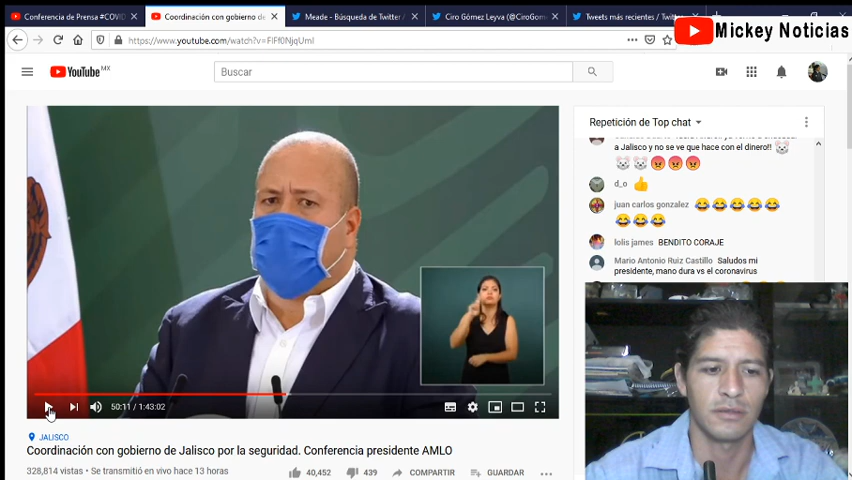 Conferencia de Prensa #COVID
Coordinación con gobierno de
Meade - Búsqueda de Twitter /
Ciro Gómez Leyva (@CiroGome
Tweets más recientes / Twitter
Mickey Noticias
https://www.youtube.com/watch?v=FlFf0NjqUmI
YouTube MX
Buscar
Repetición de Top chat
a Jalisco y no se ve que hace con el dinero!!
d_o
juan carlos gonzalez
lolis james BENDITO CORAJE
Mario Antonio Ruiz Castillo Saludos mi
presidente, mano dura vs el coronavirus
50:11 / 1:43:02
JALISCO
Coordinación con gobierno de Jalisco por la seguridad. Conferencia presidente AMLO
328,814 vistas • Se transmitió en vivo hace 13 horas
40,452
439
COMPARTIR
GUARDAR